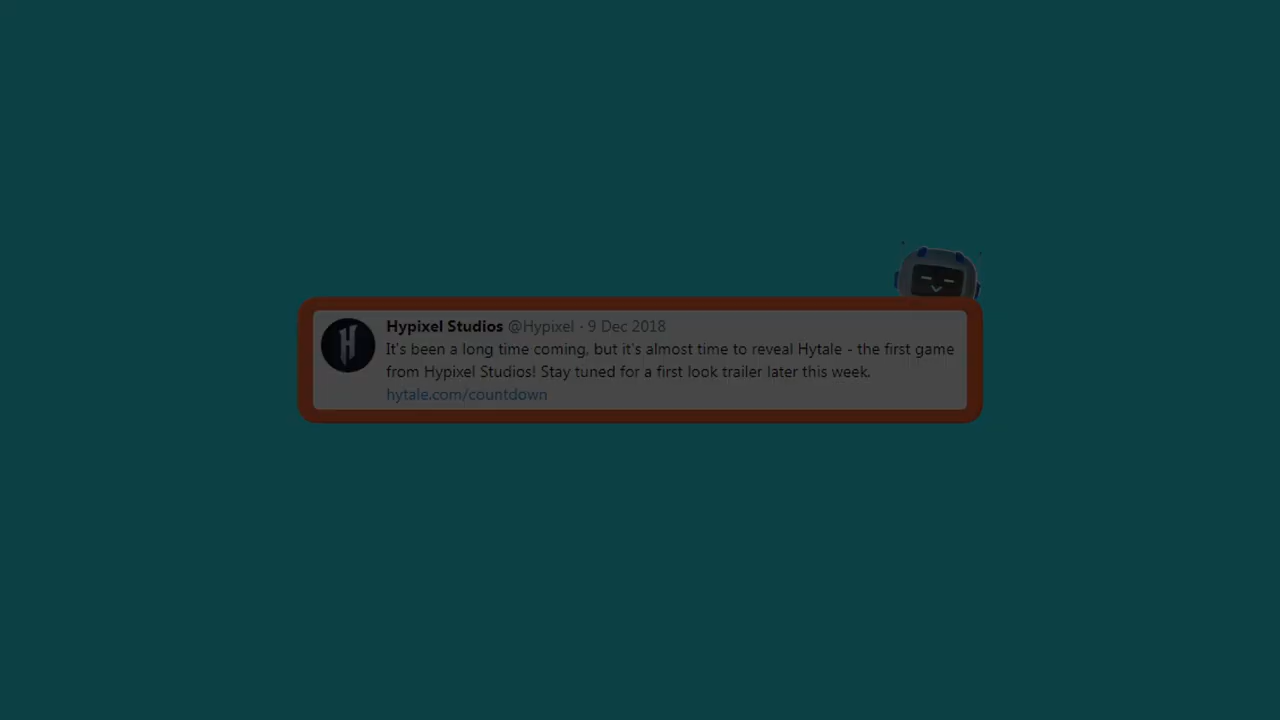 Hypixel Studios @Hypixel · 9 Dec 2018
It's been a long time coming, but it's almost time to reveal Hytale - the first game
from Hypixel Studios! Stay tuned for a first look trailer later this week.
hytale.com/countdown